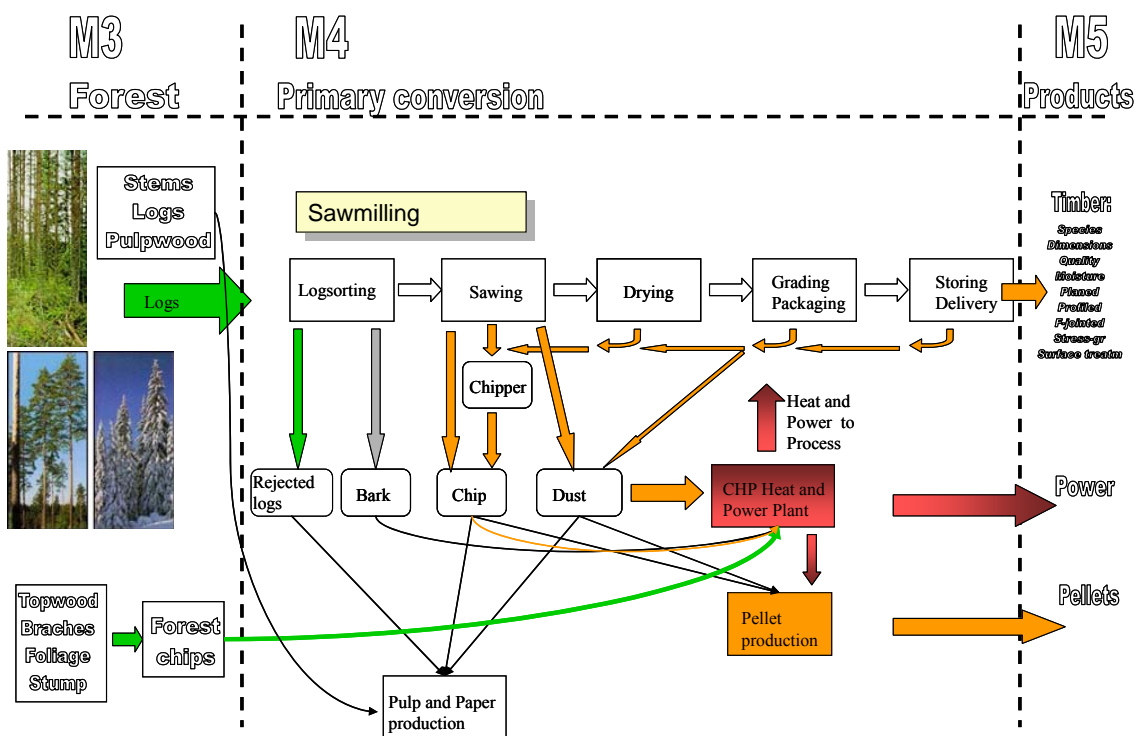 M3
M4
M5
Forest
Primary conversion
Products
Stems
Logs
Pulpwood
Sawmilling
Timber:
Species
Dimensions
Quality
Moisture
Planed
Profiled
F-jointed
Stress-gr
Surface treatm
Logs
Logsorting
Sawing
Drying
Grading
Packaging
Storing
Delivery
Chipper
Heat and
Power to
Process
Rejected
logs
Bark
Chip
Dust
CHP Heat and
Power Plant
Power
Topwood
Braches
Foliage
Stump
Forest
chips
Pellet
production
Pellets
Pulp and Paper
production